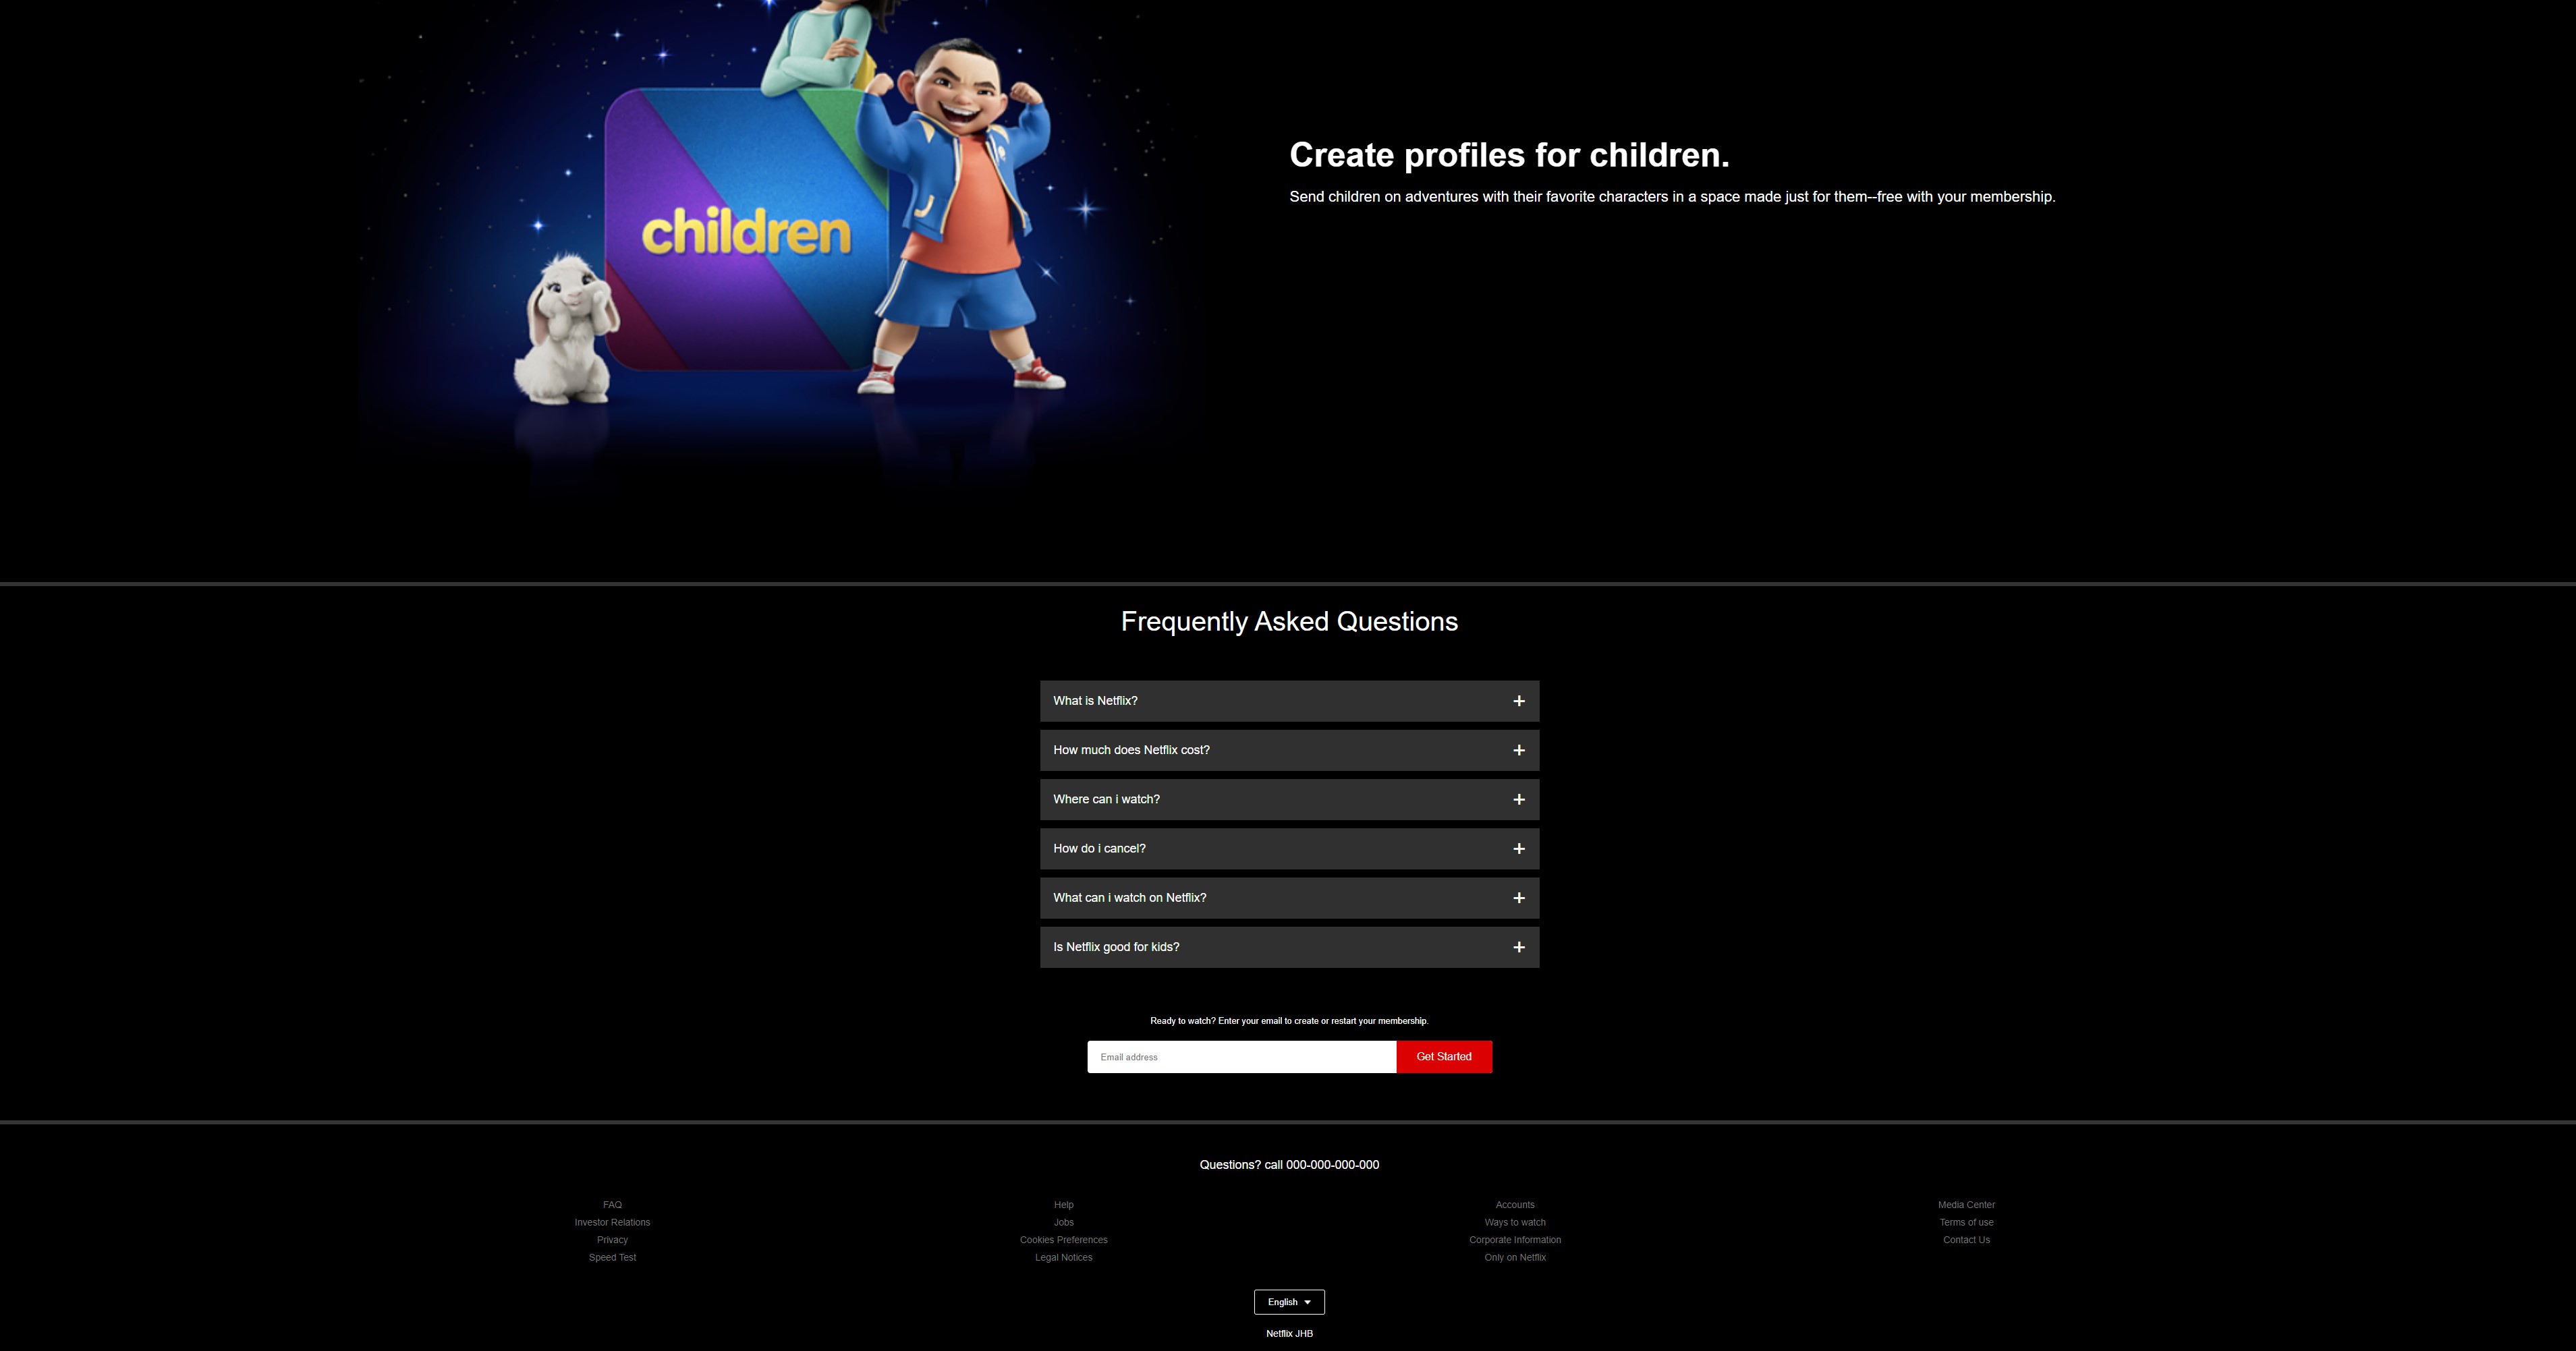 children
Create profiles for children.
Send children on adventures with their favorite characters in a space made just for them--free with your membership.
Frequently Asked Questions
What is Netflix?
How much does Netflix cost?
Where can i watch?
How do i cancel?
What can i watch on Netflix?
Is Netflix good for kids?
Ready to watch? Enter your email to create or restart your membership.
Email address
Get Started
Questions? call 000-000-000-000
FAQ
Investor Relations
Privacy
Speed Test
Help
Jobs
Cookies Preferences
Legal Notices
Accounts
Ways to watch
Corporate Information
Only on Netflix
Media Center
Terms of use
Contact Us
English
Netflix JHB